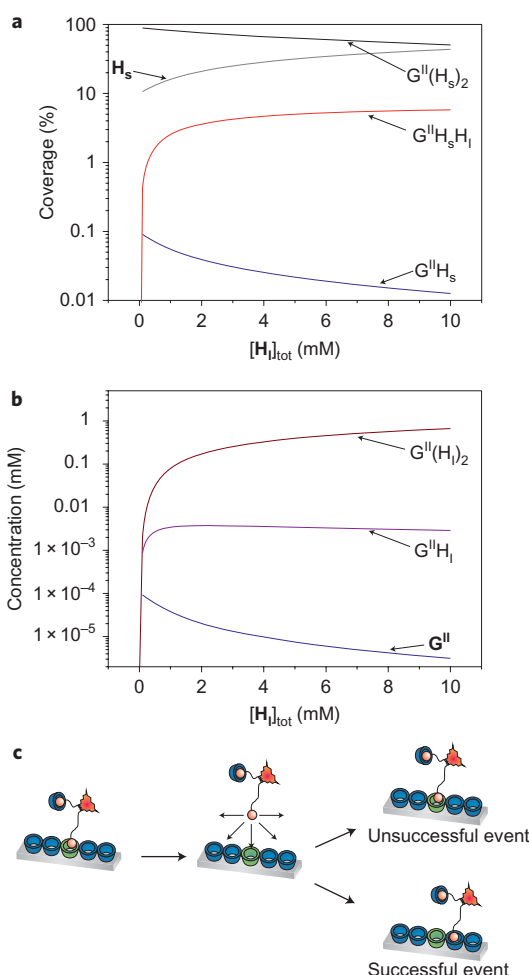 a
100
10
1
0.1
0.01
Coverage (%)
Hs
GII(Hs)2
GIIHsHl
GIIHs
0 2 4 6 8 10
[Hl]tot (mM)
b
1
0.1
0.01
1 × 10−3
1 × 10−4
1 × 10−5
Concentration (mM)
GII(Hl)2
GIIHl
GII
0 2 4 6 8 10
[Hl]tot (mM)
c
Unsuccessful event
Successful event